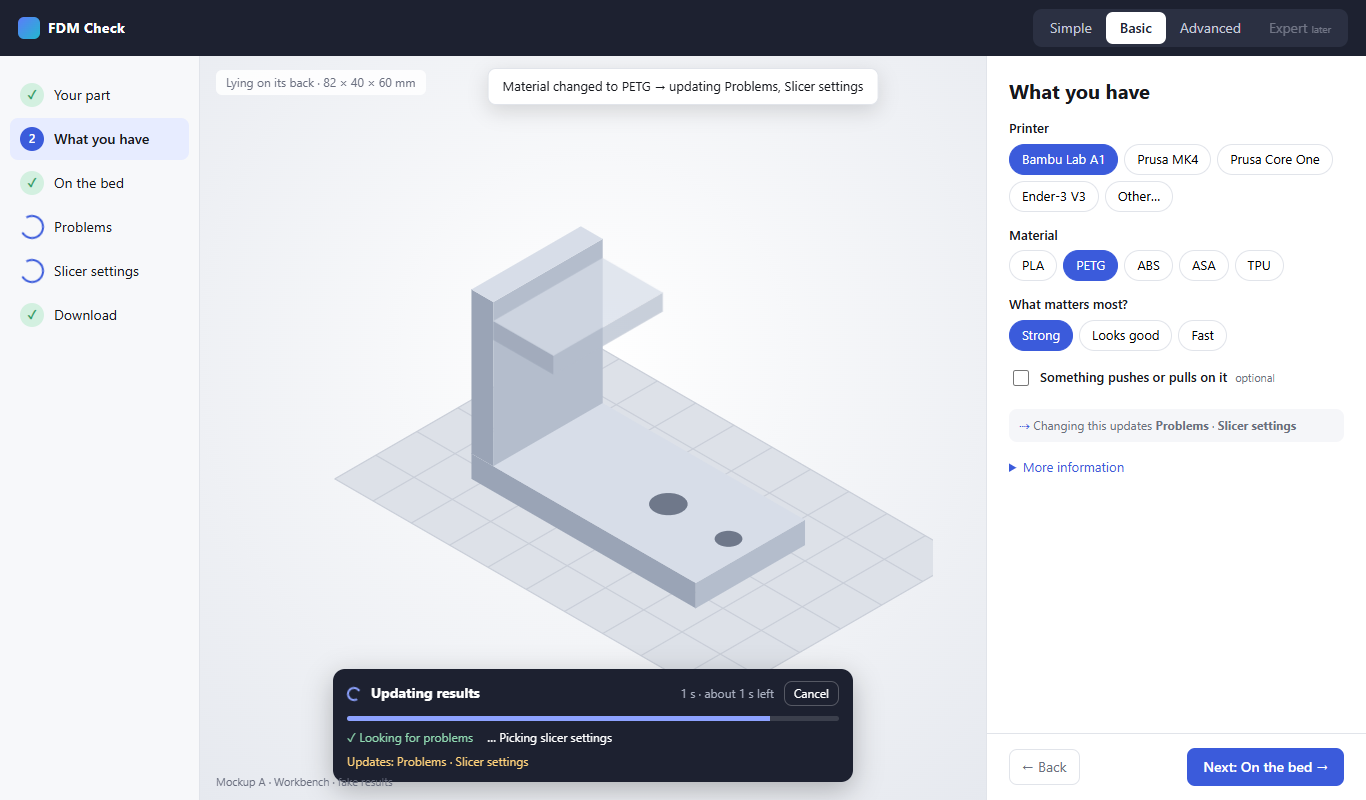 FDM Check
Simple Basic Advanced Expert later
✓ Your part
2 What you have
✓ On the bed
Problems
Slicer settings
✓ Download
Lying on its back · 82 × 40 × 60 mm
Material changed to PETG → updating Problems, Slicer settings
Updating results 1 s · about 1 s left Cancel
✓ Looking for problems ... Picking slicer settings
Updates: Problems · Slicer settings
Mockup A · Workbench · fake results
What you have
Printer
Bambu Lab A1 Prusa MK4 Prusa Core One
Ender-3 V3 Other...
Material
PLA PETG ABS ASA TPU
What matters most?
Strong Looks good Fast
Something pushes or pulls on it optional
⇢ Changing this updates Problems · Slicer settings
▶ More information
← Back Next: On the bed →